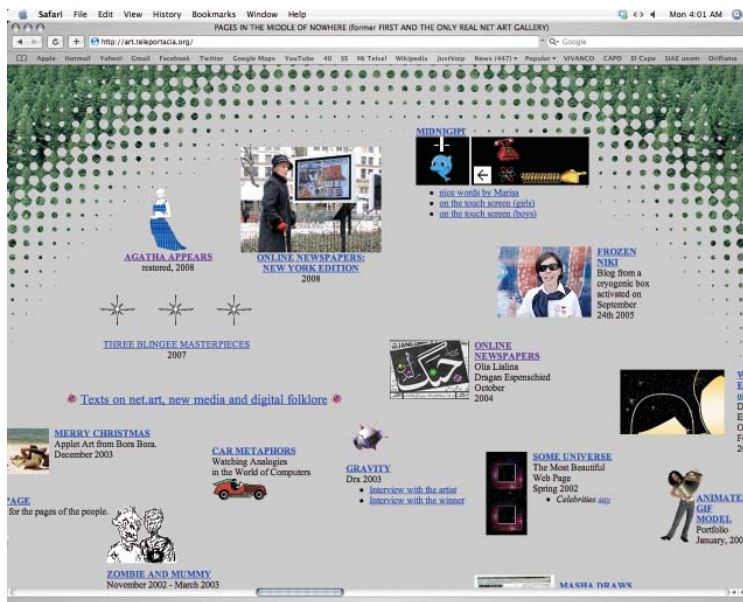 Safari File Edit View History Bookmarks Window Help
Mon 4:01 AM
PAGES IN THE MIDDLE OF NOWHERE (former FIRST AND THE ONLY REAL NET ART GALLERY)
http://art.teleportacia.org/
Google
Apple Hotmail Yahoo! Gmail Facebook Twitter Google Maps YouTube 40 SS Mi Telcel Wikipedia JustVoip News (447) Popular VIVANCO CAPO El Cape SIAE unam Oriflame
MIDNIGHT
nice words by Marisa
on the touch screen (girls)
on the touch screen (boys)
AGATHA APPEARS
restored, 2008
ONLINE NEWSPAPERS:
NEW YORK EDITION
2008
FROZEN
NIKI
Blog from a
cryogenic box
activated on
September
24th 2005
THREE BLINGEE MASTERPIECES
2007
ONLINE
NEWSPAPERS
Olia Lialina
Dragan Espenschied
October
2004
Texts on net.art, new media and digital folklore
MERRY CHRISTMAS
Applet Art from Bora Bora.
December 2003
CAR METAPHORS
Watching Analogies
in the World of Computers
GRAVITY
Drx 2003
Interview with the artist
Interview with the winner
SOME UNIVERSE
The Most Beautiful
Web Page
Spring 2002
Celebrities say
PAGE
for the pages of the people.
ANIMATE
GIF
MODEL
Portfolio
January, 200
ZOMBIE AND MUMMY
November 2002 - March 2003
MASHA DRAWS